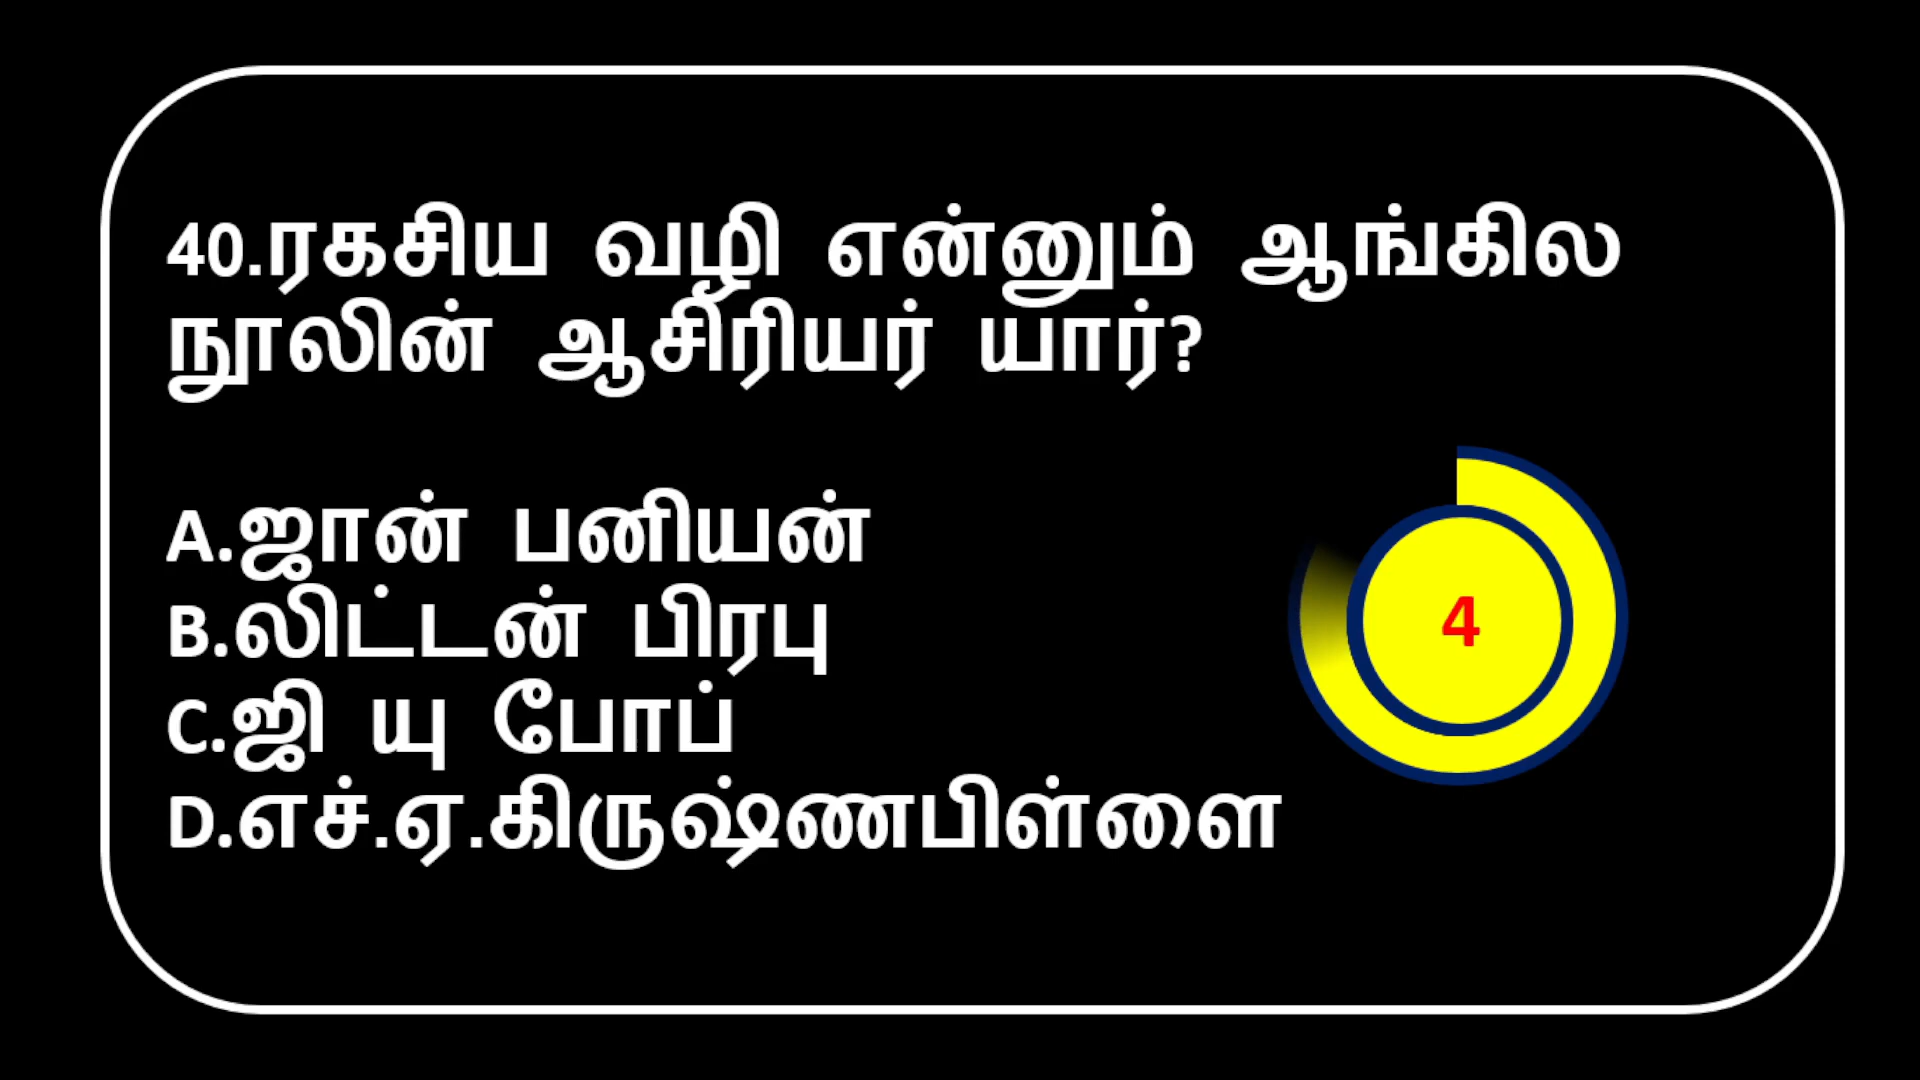 40.ரகசிய வழி என்னும் ஆங்கில
நூலின் ஆசிரியர் யார்?
A.ஜான் பனியன்
B.லிட்டன் பிரபு
C.ஜி யு போப்
D.எச்.ஏ.கிருஷ்ணபிள்ளை
4